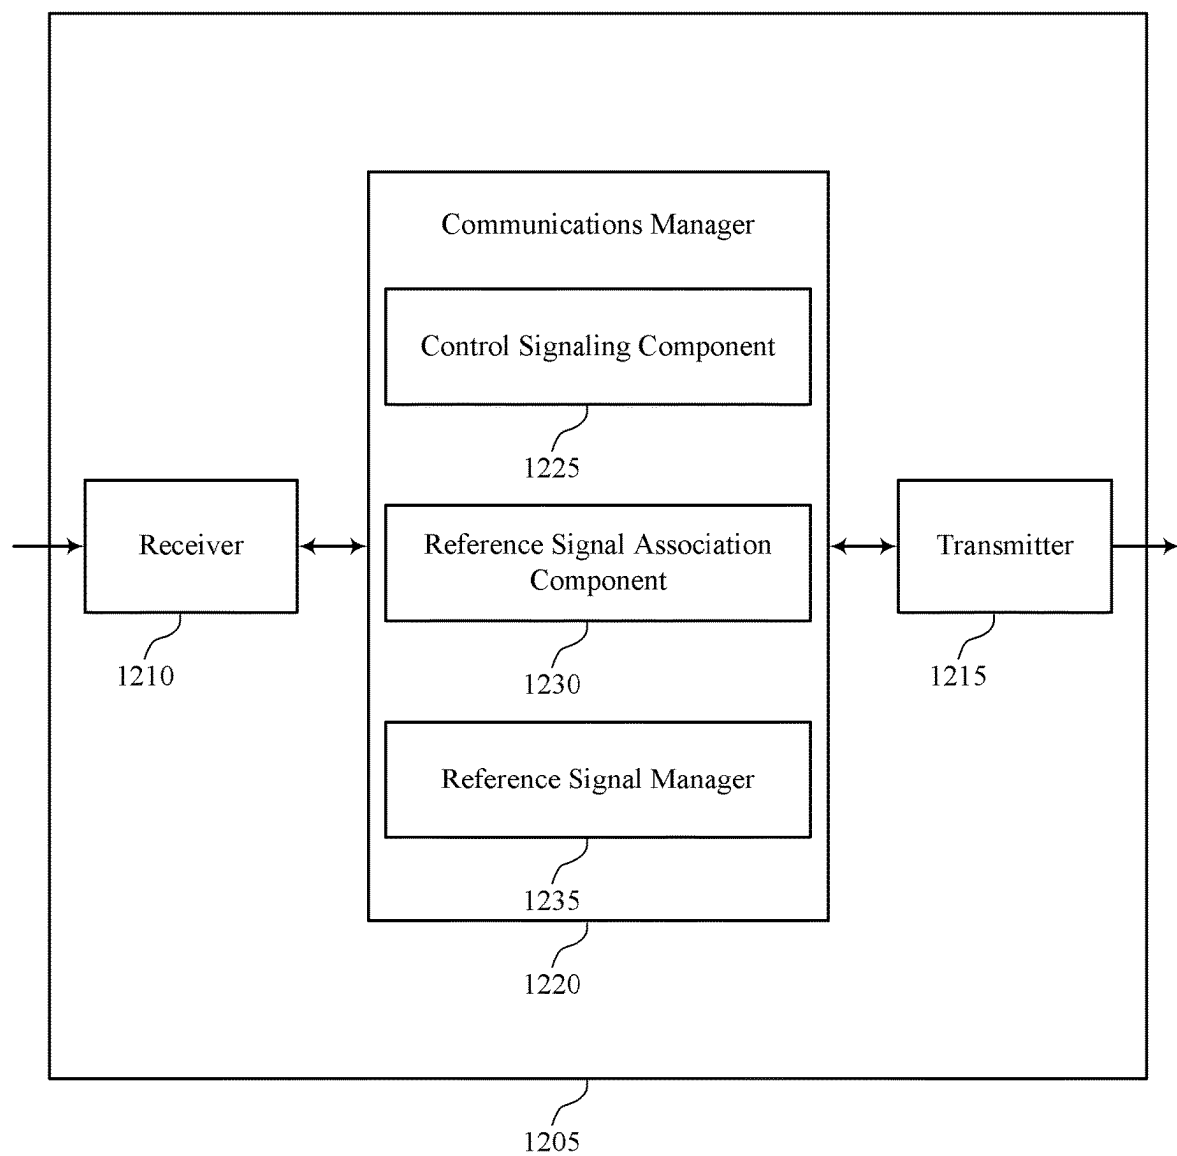 Communications Manager
Control Signaling Component
1225
Receiver
1210
Reference Signal Association
Component
1230
Transmitter
1215
Reference Signal Manager
1235
1220
1205